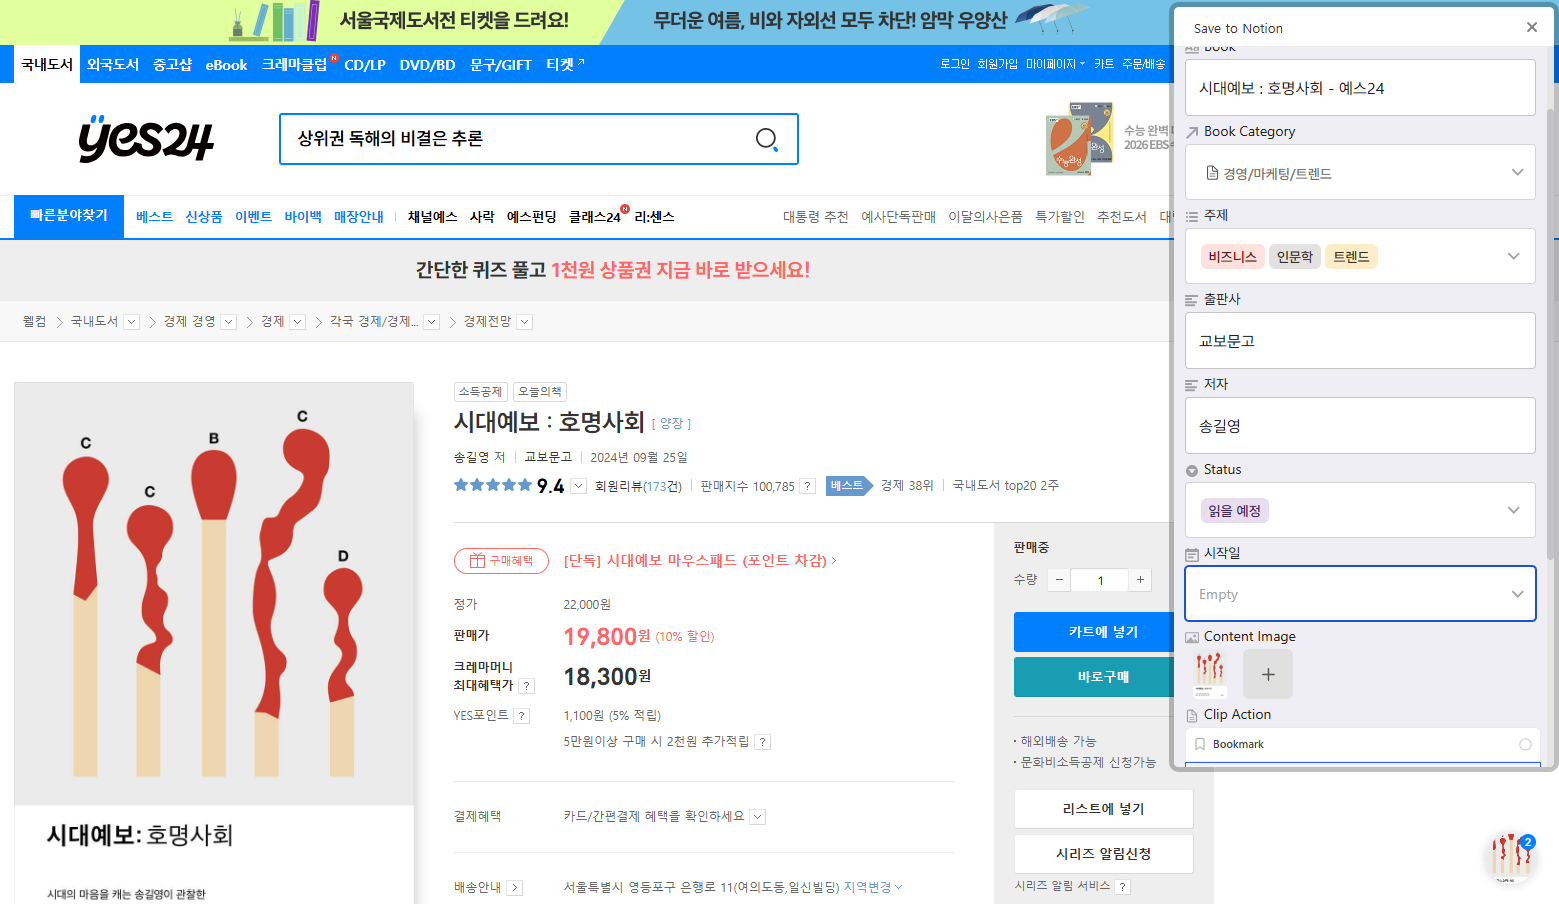 서울국제도서전 티켓을 드려요!
무더운 여름, 비와 자외선 모두 차단! 암막 우양산
국내도서 외국도서 중고샵 eBook 크레마클럽 N CD/LP DVD/BD 문구/GIFT 티켓
로그인 회원가입 마이페이지 카트 주문/배송
yes24
상위권 독해의 비결은 추론
수능완성
수능 완벽
2026 EBS
빠른분야찾기 베스트 신상품 이벤트 바이백 매장안내 채널예스 사락 예스펀딩 클래스24 N 리:센스
대통령 추천 예사단독판매 이달의사은품 특가할인 추천도서
간단한 퀴즈 풀고 1천원 상품권 지금 바로 받으세요!
웰컴 국내도서 경제 경영 경제 각국 경제/경제... 경제전망
C
C
B
C
D
시대예보: 호명사회
시대의 마음을 캐는 송길영이 관찰한
소득공제 오늘의책
시대예보 : 호명사회 [ 양장 ]
송길영 저 교보문고 2024년 09월 25일
9.4 회원리뷰(173건) 판매지수 100,785 ? 베스트 경제 38위 국내도서 top20 2주
구매혜택 [단독] 시대예보 마우스패드 (포인트 차감)
정가 22,000원
판매가 19,800원 (10% 할인)
크레마머니
최대혜택가 ? 18,300원
YES포인트 ? 1,100원 (5% 적립)
5만원이상 구매 시 2천원 추가적립 ?
결제혜택 카드/간편결제 혜택을 확인하세요
배송안내 서울특별시 영등포구 은행로 11(여의도동,일신빌딩) 지역변경
판매중
수량 - 1 +
카트에 넣기
바로구매
· 해외배송 가능
· 문화비소득공제 신청가능
리스트에 넣기
시리즈 알림신청
시리즈 알림 서비스 ?
Save to Notion
Aa Book
시대예보 : 호명사회 - 예스24
Book Category
경영/마케팅/트렌드
주제
비즈니스 인문학 트렌드
출판사
교보문고
저자
송길영
Status
읽을 예정
시작일
Empty
Content Image
+
Clip Action
Bookmark
2